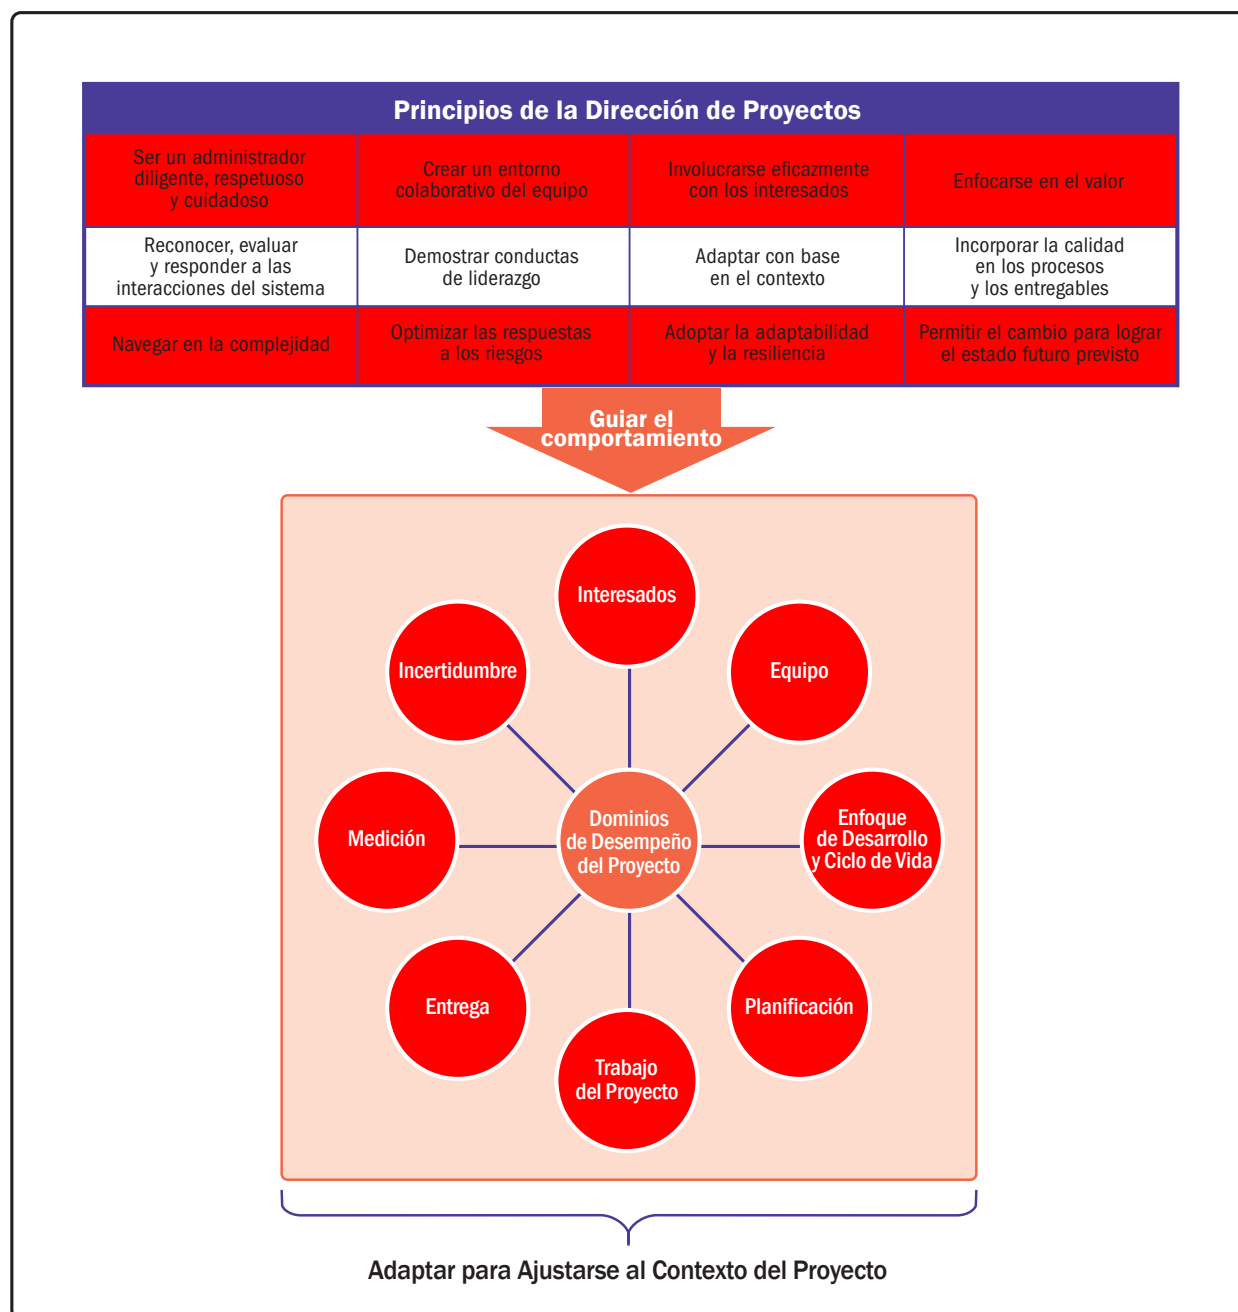 Principios de la Dirección de Proyectos
Ser un administrador
diligente, respetuoso
y cuidadoso
Crear un entorno
colaborativo del equipo
Involucrarse eficazmente
con los interesados
Enfocarse en el valor
Reconocer, evaluar
y responder a las
interacciones del sistema
Demostrar conductas
de liderazgo
Adaptar con base
en el contexto
Incorporar la calidad
en los procesos
y los entregables
Navegar en la complejidad
Optimizar las respuestas
a los riesgos
Adoptar la adaptabilidad
y la resiliencia
Permitir el cambio para lograr
el estado futuro previsto
Guiar el
comportamiento
Interesados
Incertidumbre
Equipo
Medición
Dominios
de Desempeño
del Proyecto
Enfoque
de Desarrollo
y Ciclo de Vida
Entrega
Planificación
Trabajo
del Proyecto
Adaptar para Ajustarse al Contexto del Proyecto